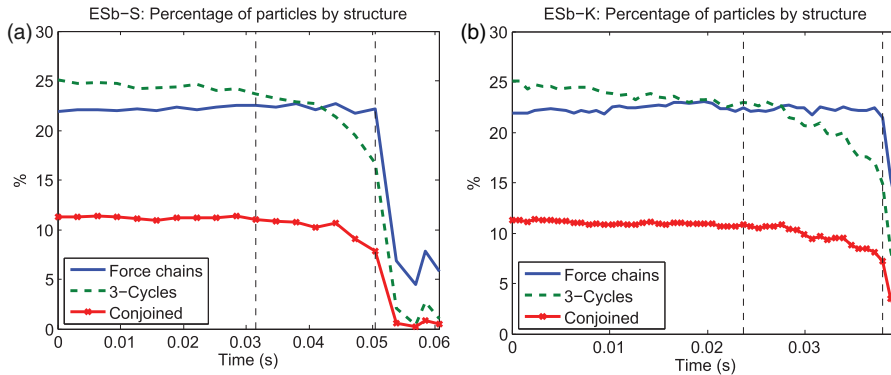 ESb−S: Percentage of particles by structure
(a)
30
25
20
15
10
5
0
%
0
0.01
0.02
0.03
0.04
0.05
0.06
Time (s)
Force chains
3−Cycles
Conjoined
ESb−K: Percentage of particles by structure
(b)
30
25
20
15
10
5
0
%
0
0.01
0.02
0.03
Time (s)
Force chains
3−Cycles
Conjoined